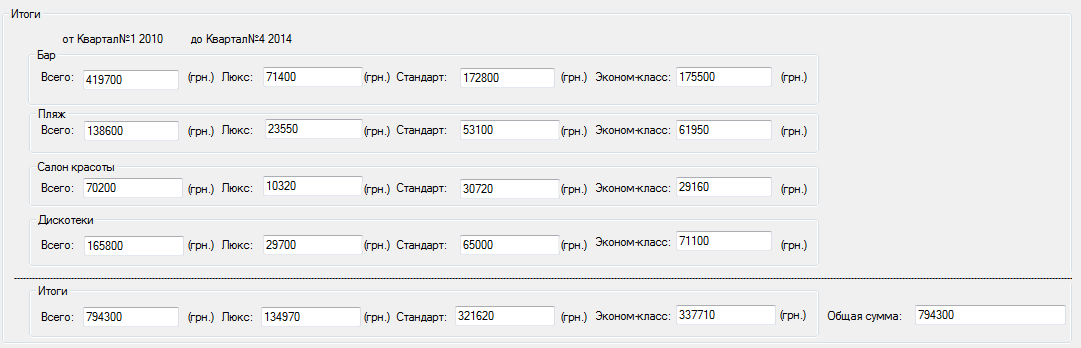 Итоги
от Квартал№1 2010 до Квартал№4 2014
Бар
Всего: 419700 (грн.) Люкс: 71400 (грн.) Стандарт: 172800 (грн.) Эконом-класс: 175500 (грн.)
Пляж
Всего: 138600 (грн.) Люкс: 23550 (грн.) Стандарт: 53100 (грн.) Эконом-класс: 61950 (грн.)
Салон красоты
Всего: 70200 (грн.) Люкс: 10320 (грн.) Стандарт: 30720 (грн.) Эконом-класс: 29160 (грн.)
Дискотеки
Всего: 165800 (грн.) Люкс: 29700 (грн.) Стандарт: 65000 (грн.) Эконом-класс: 71100 (грн.)
Итоги
Всего: 794300 (грн.) Люкс: 134970 (грн.) Стандарт: 321620 (грн.) Эконом-класс: 337710 (грн.) Общая сумма: 794300